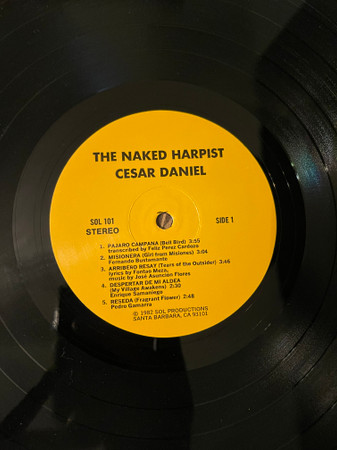 THE NAKED HARPIST
CESAR DANIEL
SOL 101
STEREO
SIDE 1
1. PAJARO CAMPANA (Bell Bird) 3:55
transcribed by Feliz Perez Cardozo
2. MISIONERA (Girl from Misiones) 3:04
Fernando Bustamante
3. ARRIBEÑO RESAY (Tears of the Outsider) 3:46
lyrics by Fontao Meza,
music by José Asunción Flores
4. DESPERTAR DE MI ALDEA
(My Village Awakens) 2:30
Enrique Samaniego
5. RESEDA (Fragrant Flower) 2:48
Pedro Gamarra
© 1982 SOL PRODUCTIONS
SANTA BARBARA, CA 91101